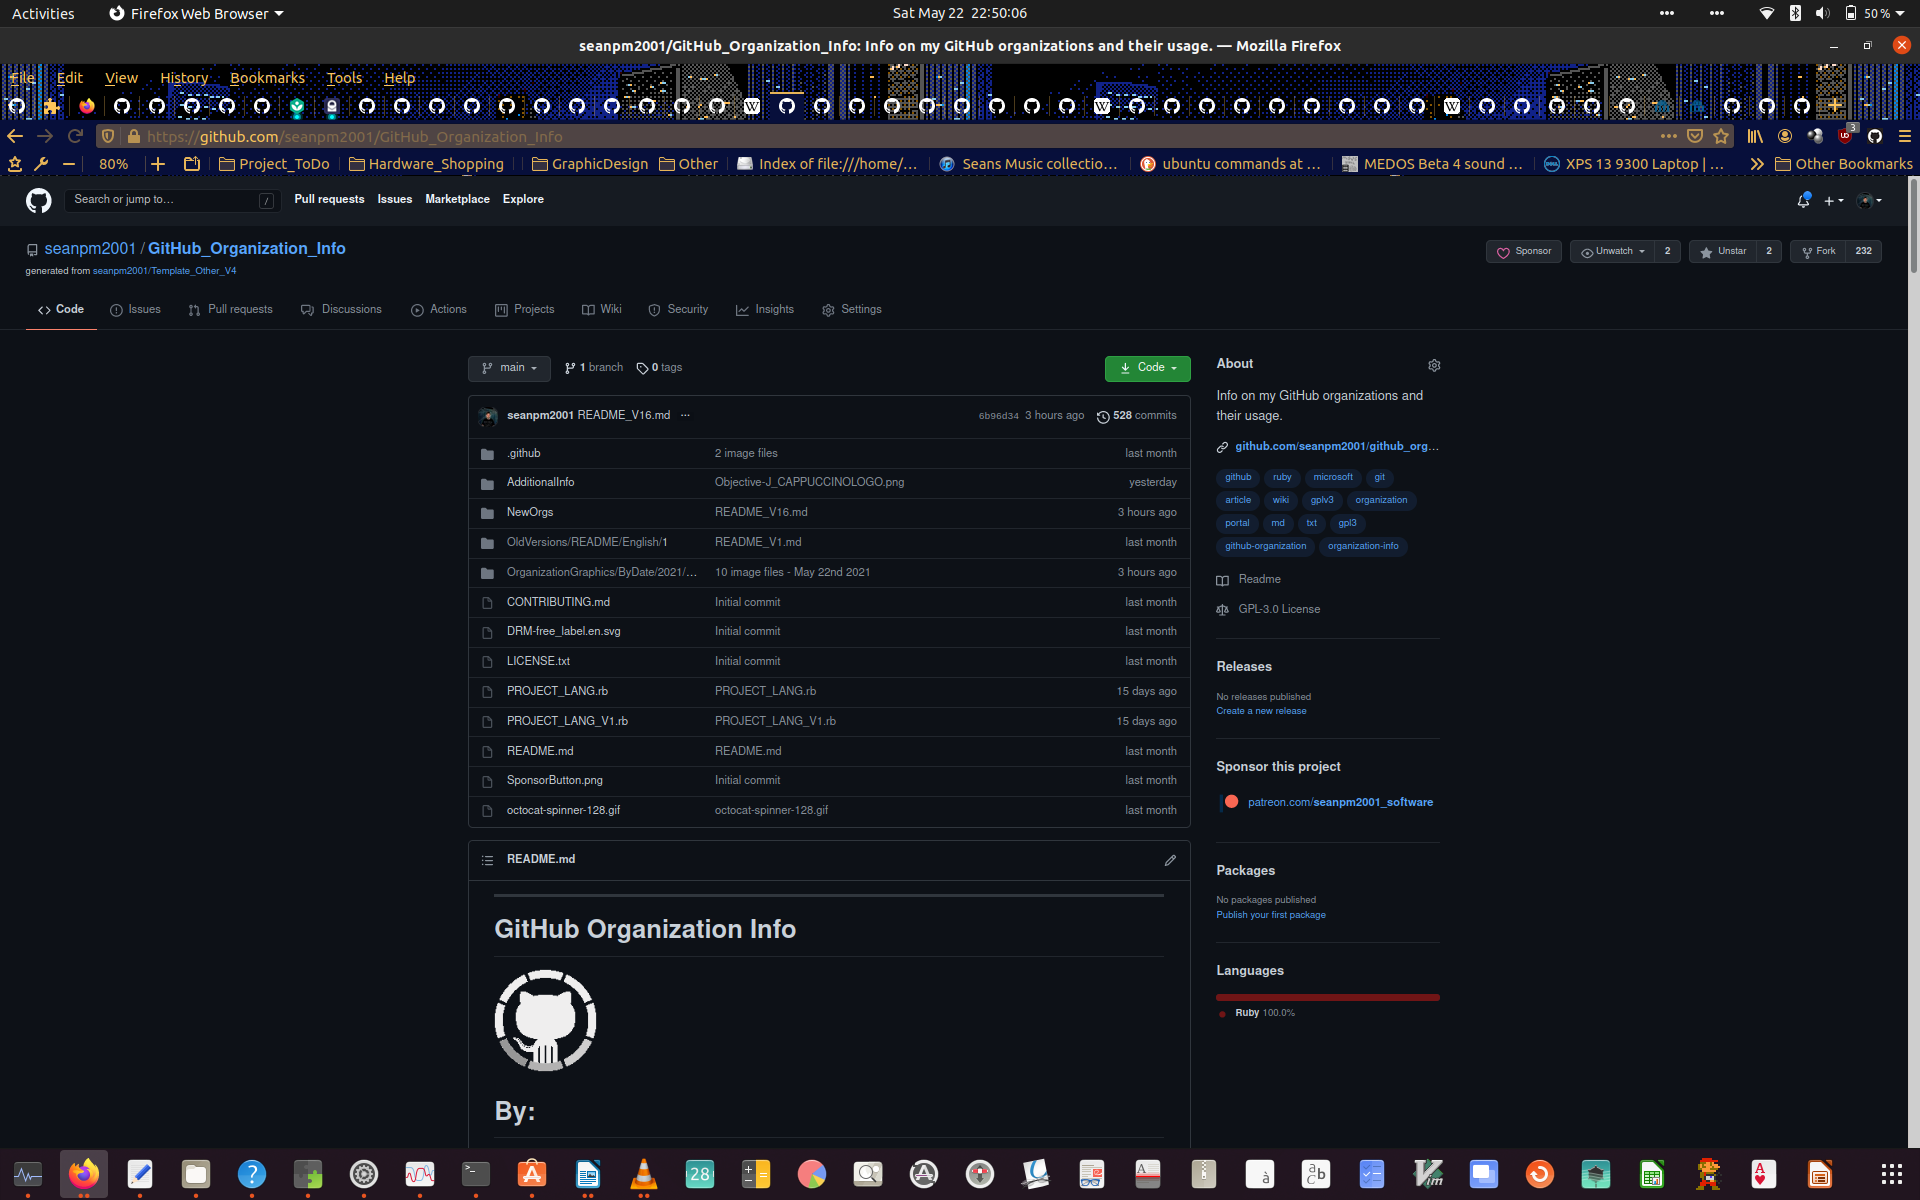 Activities Firefox Web Browser Sat May 22 22:50:06 50 %
seanpm2001/GitHub_Organization_Info: Info on my GitHub organizations and their usage. — Mozilla Firefox
File Edit View History Bookmarks Tools Help
https://github.com/seanpm2001/GitHub_Organization_Info 3
80% Project_ToDo Hardware_Shopping GraphicDesign Other Index of file:///home/… Seans Music collectio… ubuntu commands at … MEDOS Beta 4 sound … XPS 13 9300 Laptop | … Other Bookmarks
Search or jump to… / Pull requests Issues Marketplace Explore
seanpm2001 / GitHub_Organization_Info Sponsor Unwatch 2 Unstar 2 Fork 232
generated from seanpm2001/Template_Other_V4
Code Issues Pull requests Discussions Actions Projects Wiki Security Insights Settings
main 1 branch 0 tags Code
seanpm2001 README_V16.md ... 6b96d34 3 hours ago 528 commits
.github 2 image files last month
AdditionalInfo Objective-J_CAPPUCCINOLOGO.png yesterday
NewOrgs README_V16.md 3 hours ago
OldVersions/README/English/1 README_V1.md last month
OrganizationGraphics/ByDate/2021/… 10 image files - May 22nd 2021 3 hours ago
CONTRIBUTING.md Initial commit last month
DRM-free_label.en.svg Initial commit last month
LICENSE.txt Initial commit last month
PROJECT_LANG.rb PROJECT_LANG.rb 15 days ago
PROJECT_LANG_V1.rb PROJECT_LANG_V1.rb 15 days ago
README.md README.md last month
SponsorButton.png Initial commit last month
octocat-spinner-128.gif octocat-spinner-128.gif last month
README.md
GitHub Organization Info
By:
About
Info on my GitHub organizations and
their usage.
github.com/seanpm2001/github_org…
github ruby microsoft git
article wiki gplv3 organization
portal md txt gpl3
github-organization organization-info
Readme
GPL-3.0 License
Releases
No releases published
Create a new release
Sponsor this project
patreon.com/seanpm2001_software
Packages
No packages published
Publish your first package
Languages
Ruby 100.0%
28